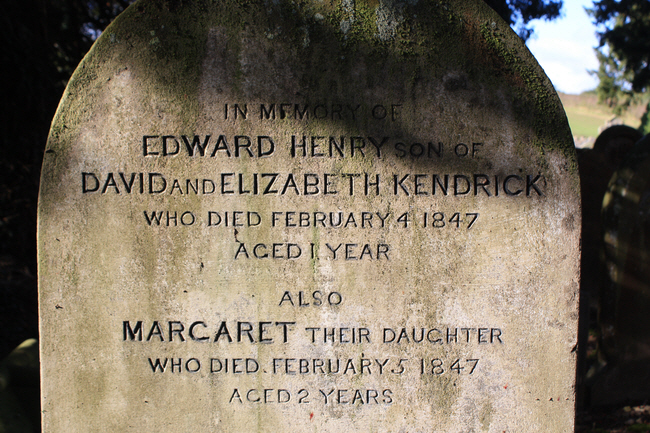 IN MEMORY OF
EDWARD HENRY SON OF
DAVID AND ELIZABETH KENDRICK
WHO DIED FEBRUARY 4 1847
AGED 1 YEAR
ALSO
MARGARET THEIR DAUGHTER
WHO DIED FEBRUARY 5 1847
AGED 2 YEARS